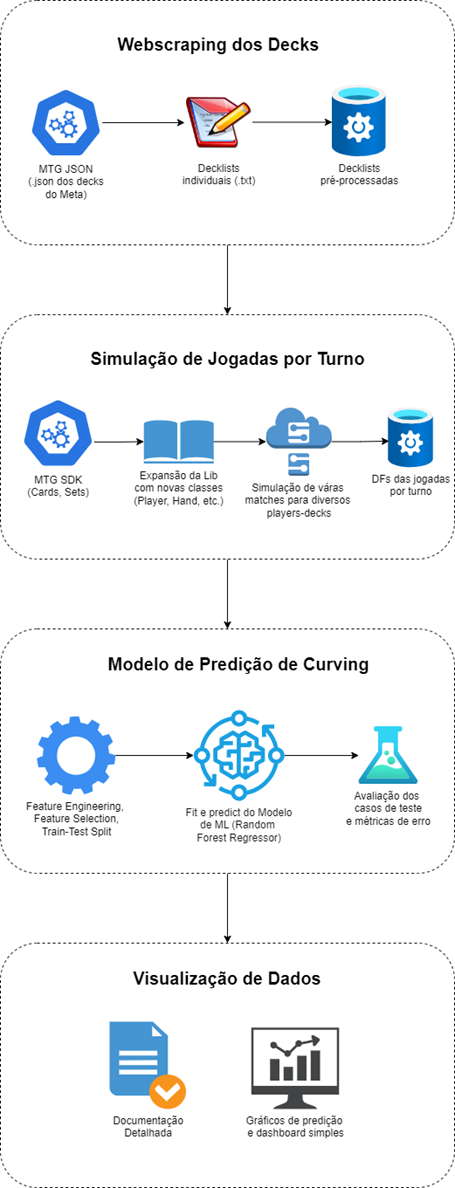 Webscraping dos Decks
MTG JSON
(.json dos decks
do Meta)
Decklists
individuais (.txt)
Decklists
pré-processadas
Simulação de Jogadas por Turno
MTG SDK
(Cards, Sets)
Expansão da Lib
com novas classes
(Player, Hand, etc.)
Simulação de váras
matches para diversos
players-decks
DFs das jogadas
por turno
Modelo de Predição de Curving
Feature Engineering,
Feature Selection,
Train-Test Split
Fit e predict do Modelo
de ML (Random
Forest Regressor)
Avaliação dos
casos de teste
e métricas de erro
Visualização de Dados
Documentação
Detalhada
Gráficos de predição
e dashboard simples